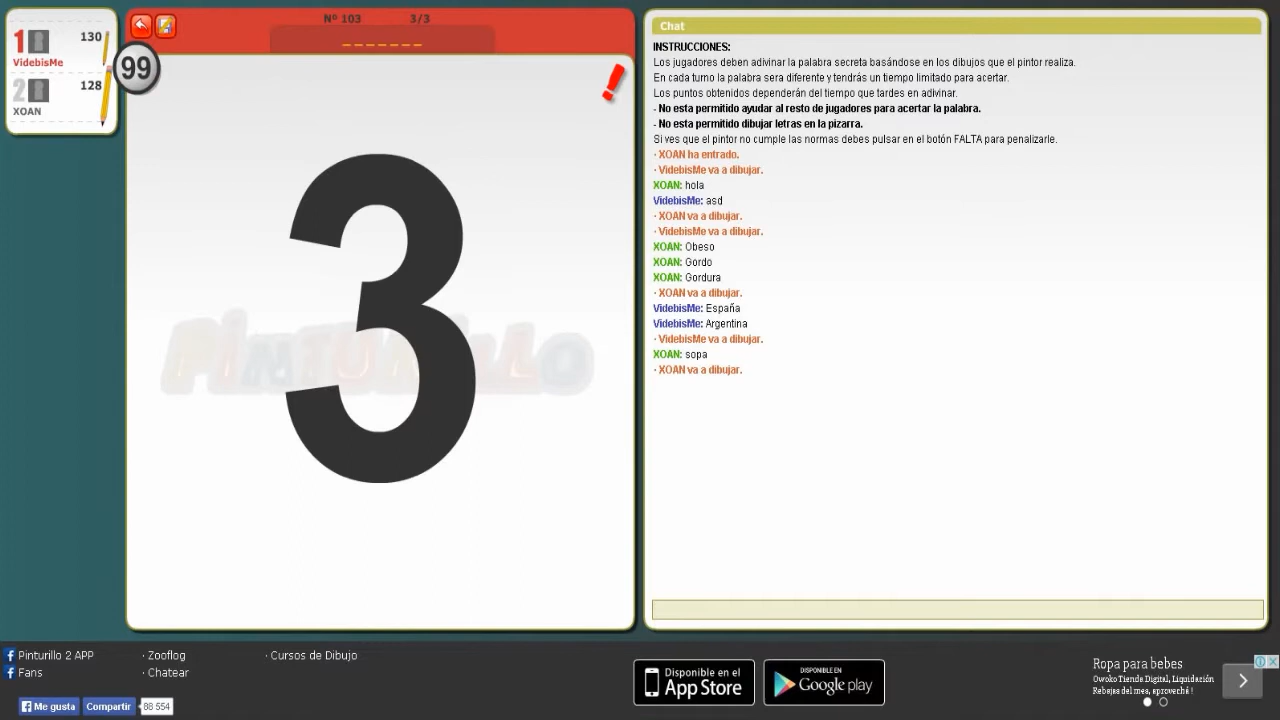 1
130
VidebisMe
2
128
XOAN
99
Nº 103 3/3
_ _ _ _ _ _ _
3
PINTURILLO
Chat
INSTRUCCIONES:
Los jugadores deben adivinar la palabra secreta basándose en los dibujos que el pintor realiza.
En cada turno la palabra sera diferente y tendrás un tiempo limitado para acertar.
Los puntos obtenidos dependerán del tiempo que tardes en adivinar.
- No esta permitido ayudar al resto de jugadores para acertar la palabra.
- No esta permitido dibujar letras en la pizarra.
Si ves que el pintor no cumple las normas debes pulsar en el botón FALTA para penalizarle.
· XOAN ha entrado.
· VidebisMe va a dibujar.
XOAN: hola
VidebisMe: asd
· XOAN va a dibujar.
· VidebisMe va a dibujar.
XOAN: Obeso
XOAN: Gordo
XOAN: Gordura
· XOAN va a dibujar.
VidebisMe: España
VidebisMe: Argentina
· VidebisMe va a dibujar.
XOAN: sopa
· XOAN va a dibujar.
Pinturillo 2 APP
Fans
· Zooflog
· Chatear
· Cursos de Dibujo
Me gusta Compartir 88 554
Disponible en el
App Store
DISPONIBLE EN
Google play
Ropa para bebes
Owoko Tienda Digital, Liquidación
Rebajas del mes, aprovechá !